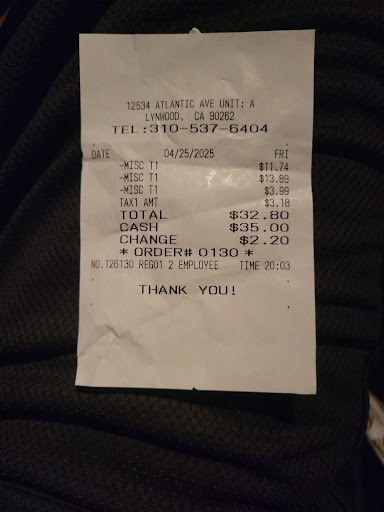 12534 ATLANTIC AVE UNIT: A
LYNWOOD, CA 90262
TEL:310-537-6404
DATE 04/25/2025 FRI
-MISC T1 $11.74
-MISC T1 $13.89
-MISC T1 $3.99
TAX1 AMT $3.18
TOTAL $32.80
CASH $35.00
CHANGE $2.20
* ORDER# 0130 *
NO.126130 REG01 2 EMPLOYEE TIME 20:03
THANK YOU!